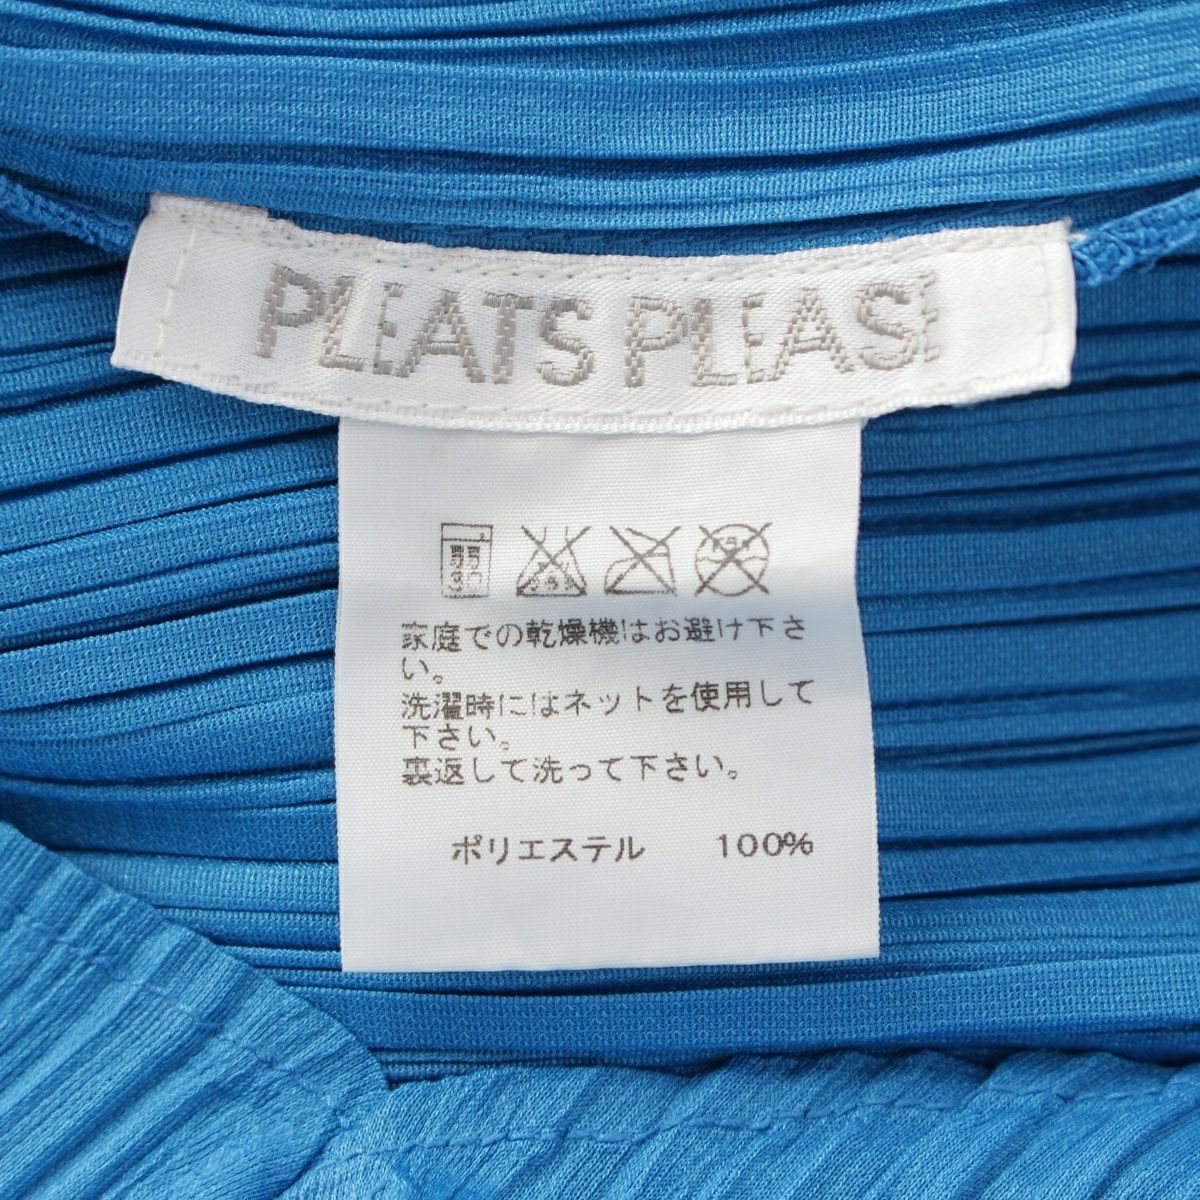 PLEATS PLEASE
弱
30
家庭での乾燥機はお避け下さ
い。
洗濯時にはネットを使用して
下さい。
裏返して洗って下さい。
ポリエステル 100%